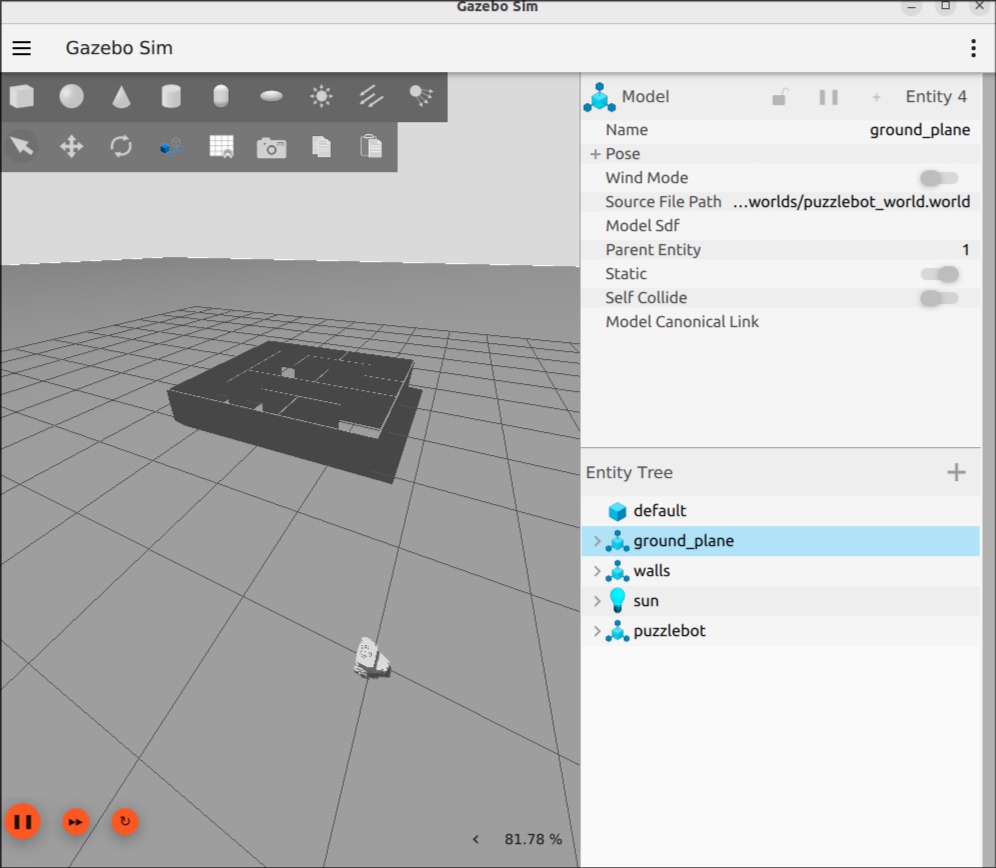 Gazebo Sim
Gazebo Sim
Model
Entity 4
Name
ground_plane
+ Pose
Wind Mode
Source File Path
...worlds/puzzlebot_world.world
Model Sdf
Parent Entity
1
Static
Self Collide
Model Canonical Link
Entity Tree
default
ground_plane
walls
sun
puzzlebot
81.78 %